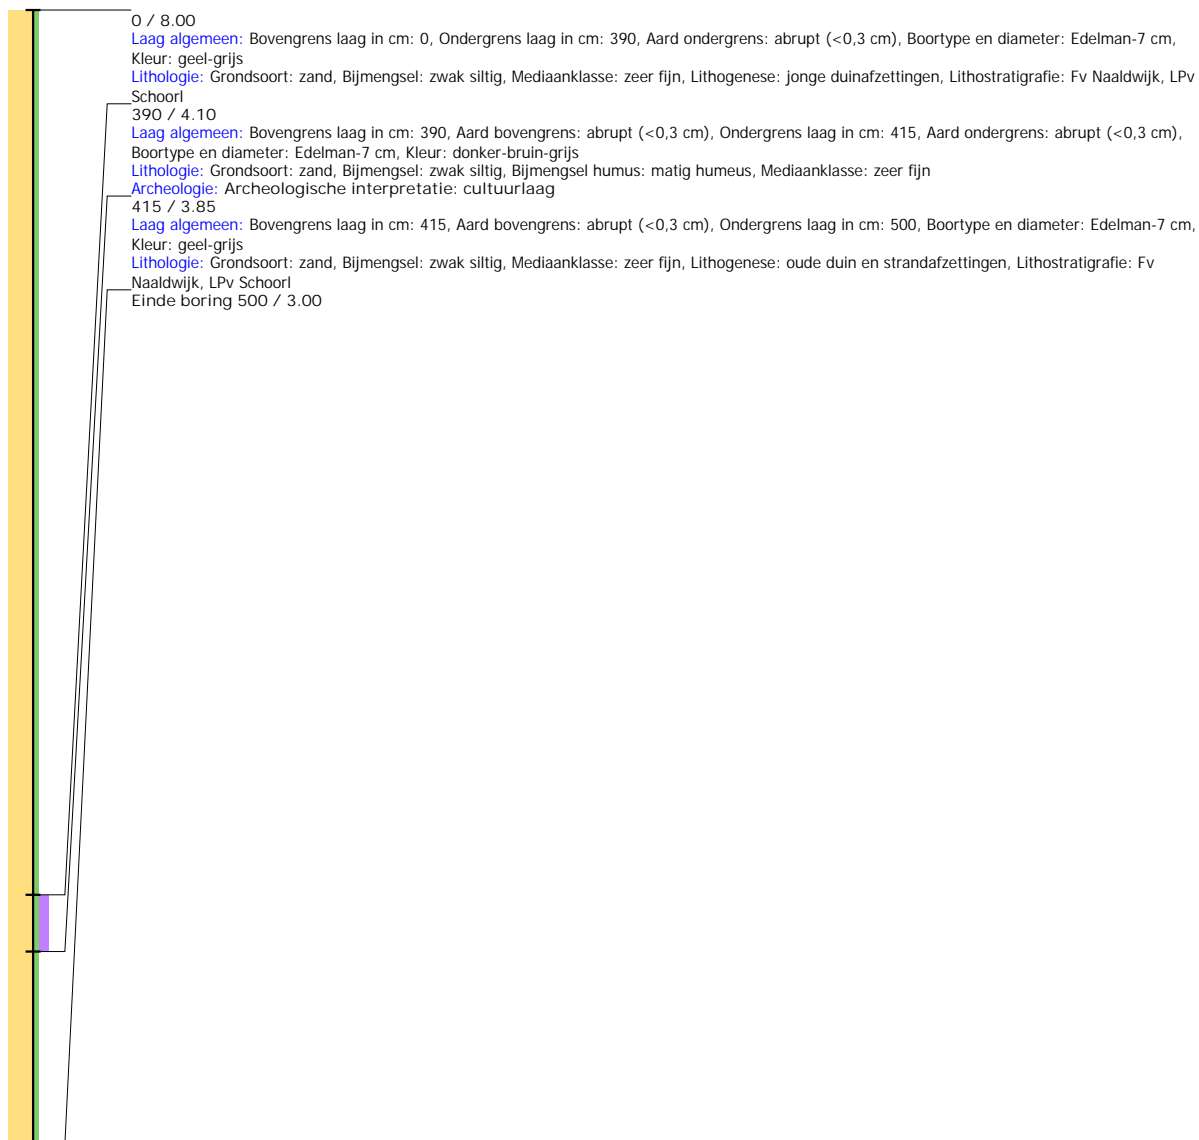 0 / 8.00
Laag algemeen: Bovengrens laag in cm: 0, Ondergrens laag in cm: 390, Aard ondergrens: abrupt (<0,3 cm), Boortype en diameter: Edelman-7 cm,
Kleur: geel-grijs
Lithologie: Grondsoort: zand, Bijmengsel: zwak siltig, Mediaanklasse: zeer fijn, Lithogenese: jonge duinafzettingen, Lithostratigrafie: Fv Naaldwijk, LPv
Schoorl
390 / 4.10
Laag algemeen: Bovengrens laag in cm: 390, Aard bovengrens: abrupt (<0,3 cm), Ondergrens laag in cm: 415, Aard ondergrens: abrupt (<0,3 cm),
Boortype en diameter: Edelman-7 cm, Kleur: donker-bruin-grijs
Lithologie: Grondsoort: zand, Bijmengsel: zwak siltig, Bijmengsel humus: matig humeus, Mediaanklasse: zeer fijn
Archeologie: Archeologische interpretatie: cultuurlaag
415 / 3.85
Laag algemeen: Bovengrens laag in cm: 415, Aard bovengrens: abrupt (<0,3 cm), Ondergrens laag in cm: 500, Boortype en diameter: Edelman-7 cm,
Kleur: geel-grijs
Lithologie: Grondsoort: zand, Bijmengsel: zwak siltig, Mediaanklasse: zeer fijn, Lithogenese: oude duin en strandafzettingen, Lithostratigrafie: Fv
Naaldwijk, LPv Schoorl
Einde boring 500 / 3.00